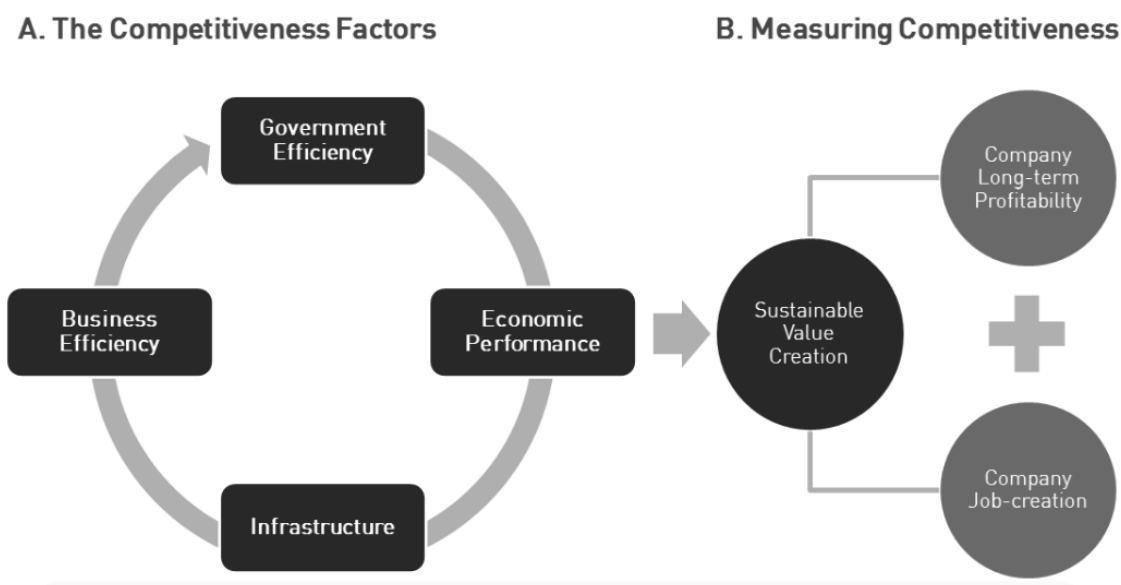 A. The Competitiveness Factors
B. Measuring Competitiveness
Government
Efficiency
Business
Efficiency
Economic
Performance
Infrastructure
Sustainable
Value
Creation
Company
Long-term
Profitability
Company
Job-creation